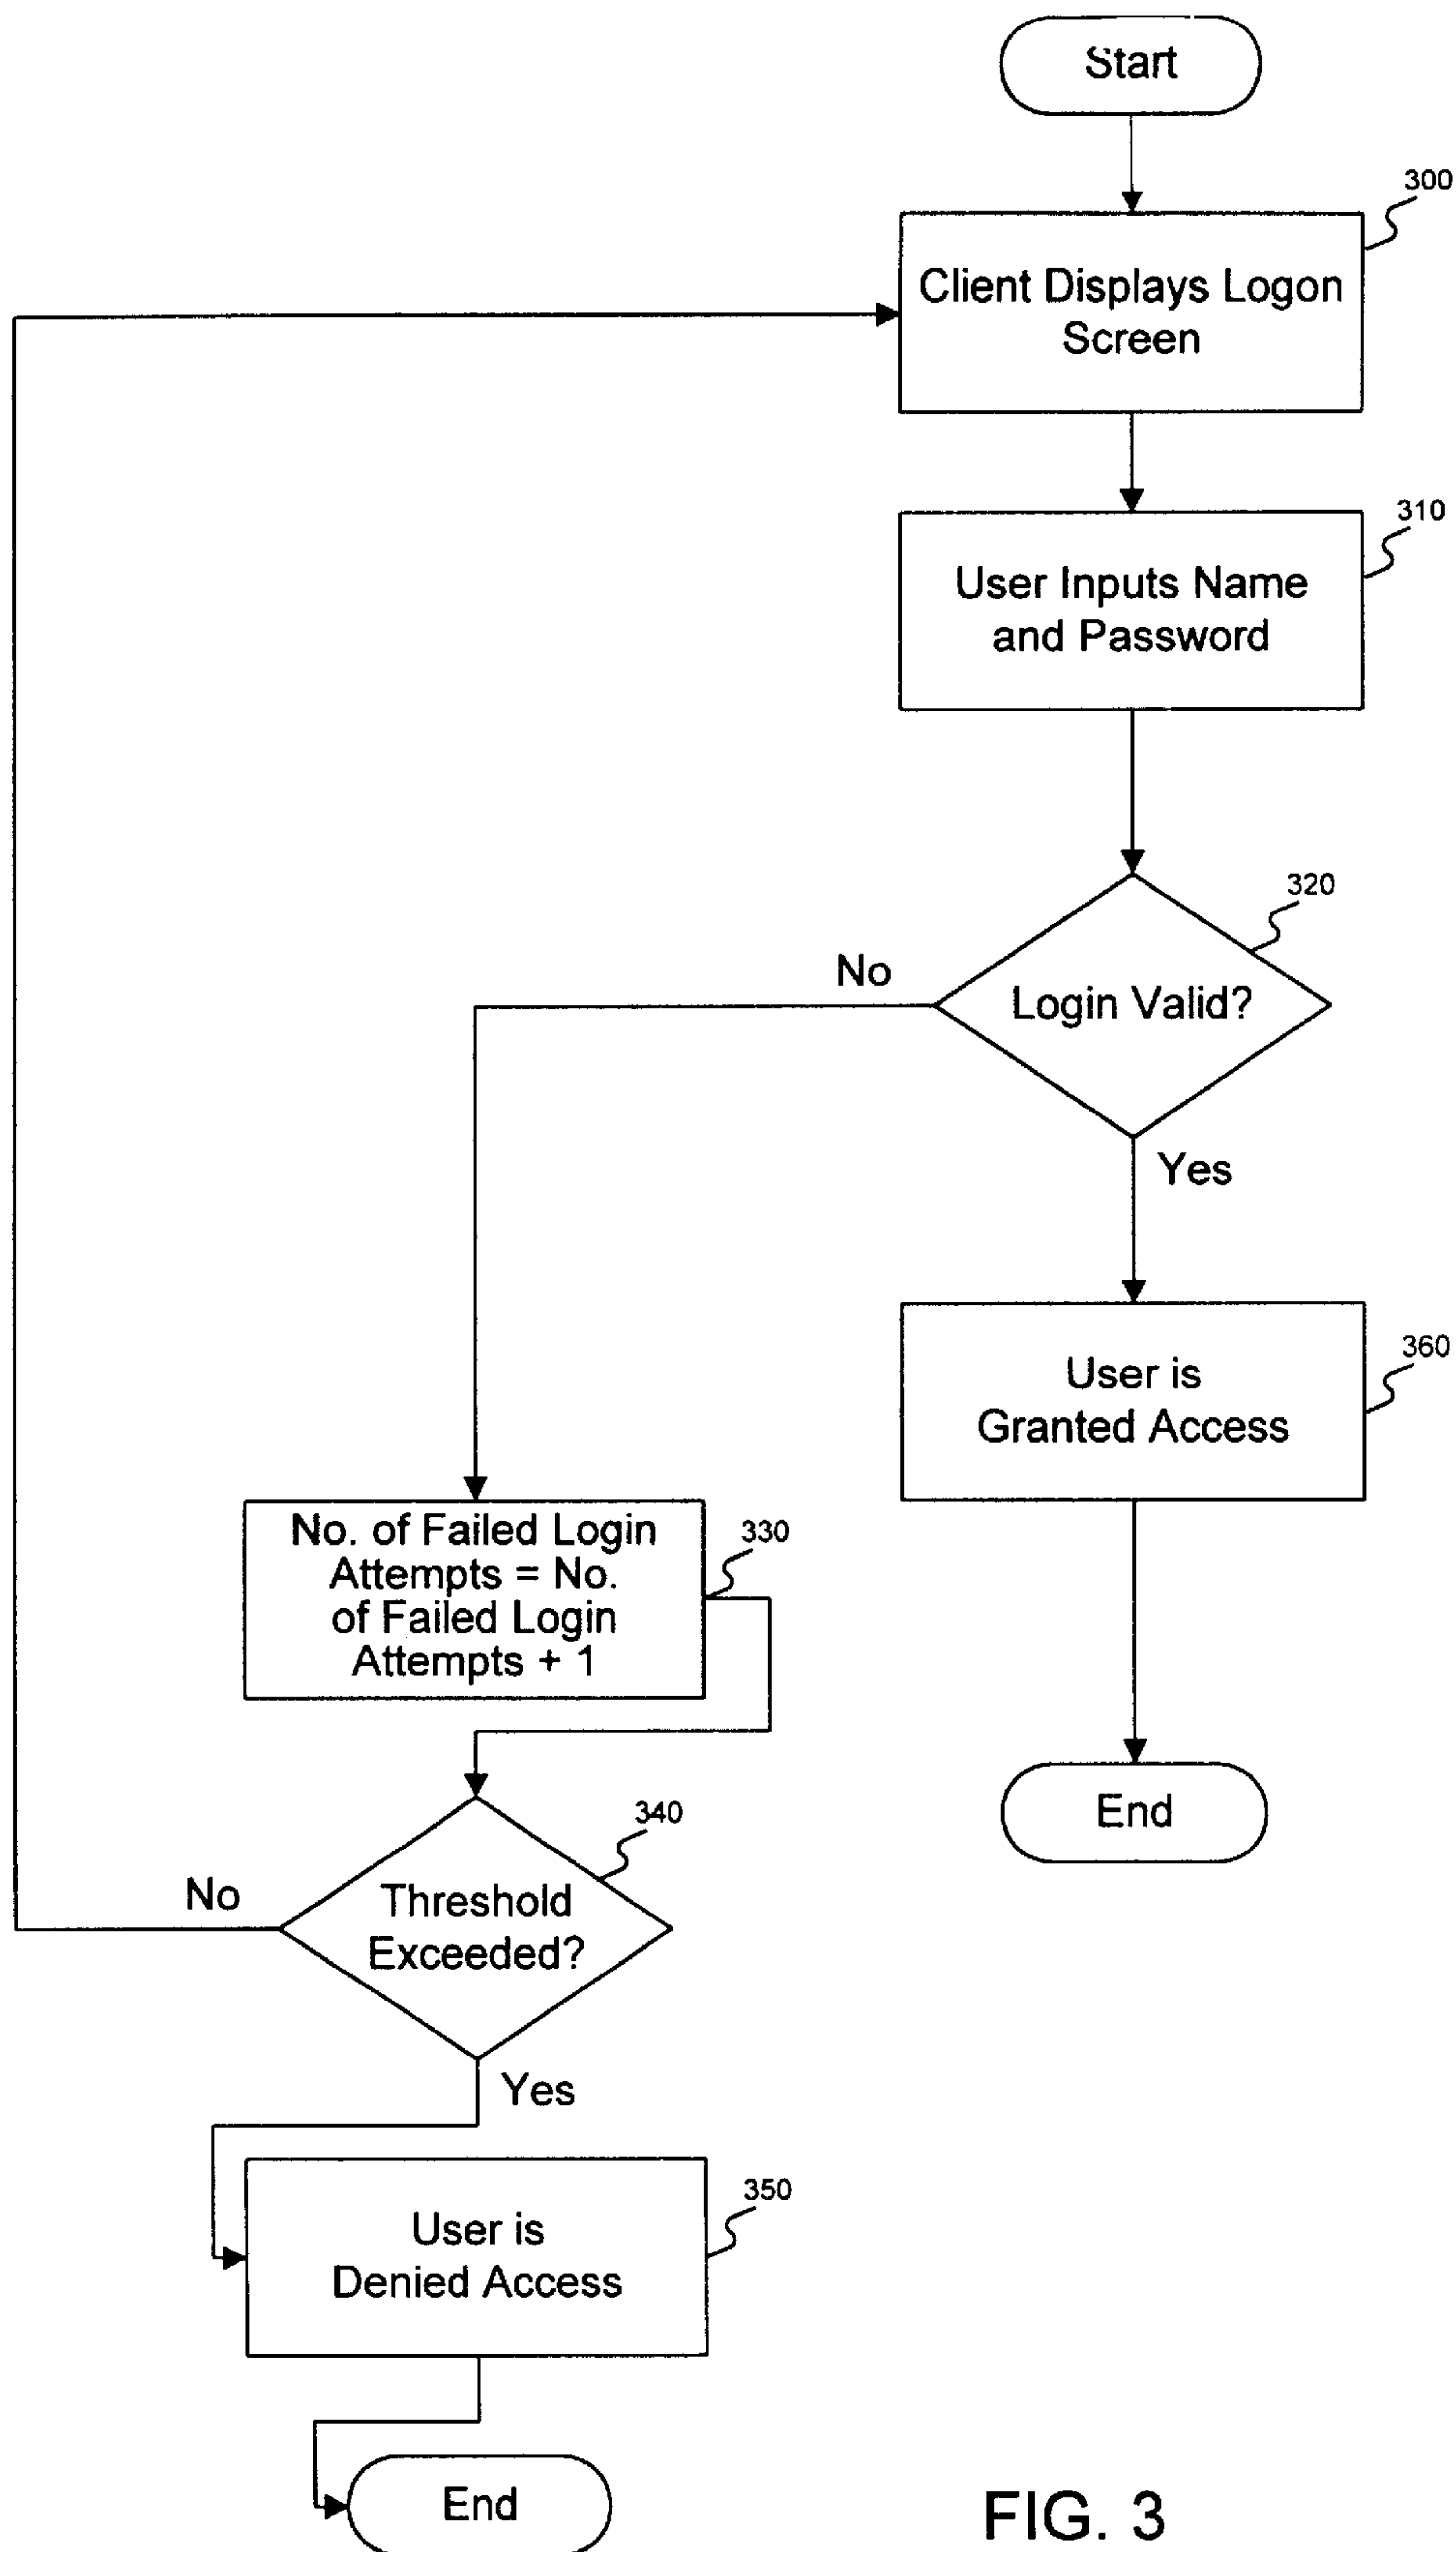 Start
300
Client Displays Logon
Screen
310
User Inputs Name
and Password
320
No
Login Valid?
Yes
360
User is
Granted Access
No. of Failed Login
Attempts = No.
of Failed Login
Attempts + 1
330
End
340
No
Threshold
Exceeded?
Yes
350
User is
Denied Access
End
FIG. 3